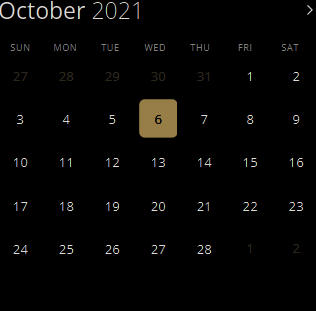 October 2021
SUN MON TUE WED THU FRI SAT
27 28 29 30 31 1 2
3 4 5 6 7 8 9
10 11 12 13 14 15 16
17 18 19 20 21 22 23
24 25 26 27 28 1 2